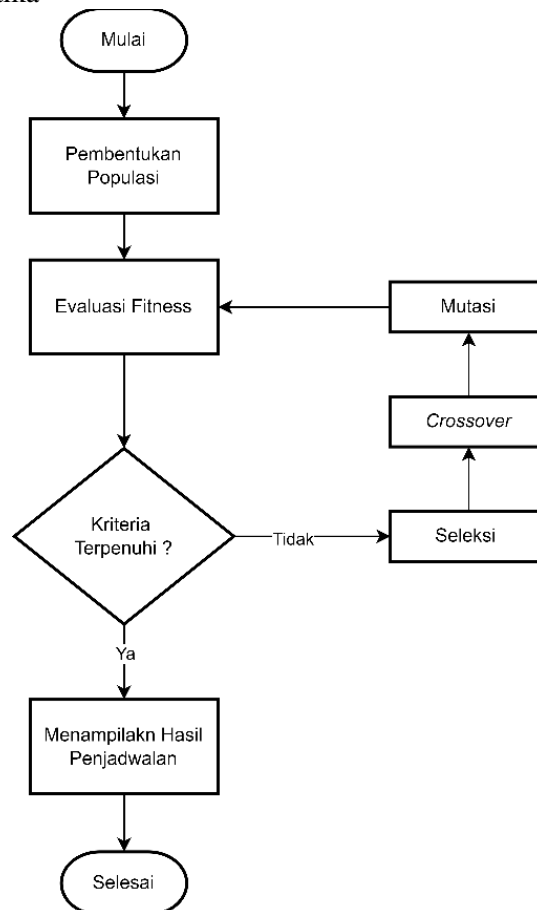 Mulai
Pembentukan
Populasi
Evaluasi Fitness
Mutasi
Crossover
Kriteria
Terpenuhi ?
Tidak
Seleksi
Ya
Menampilakn Hasil
Penjadwalan
Selesai